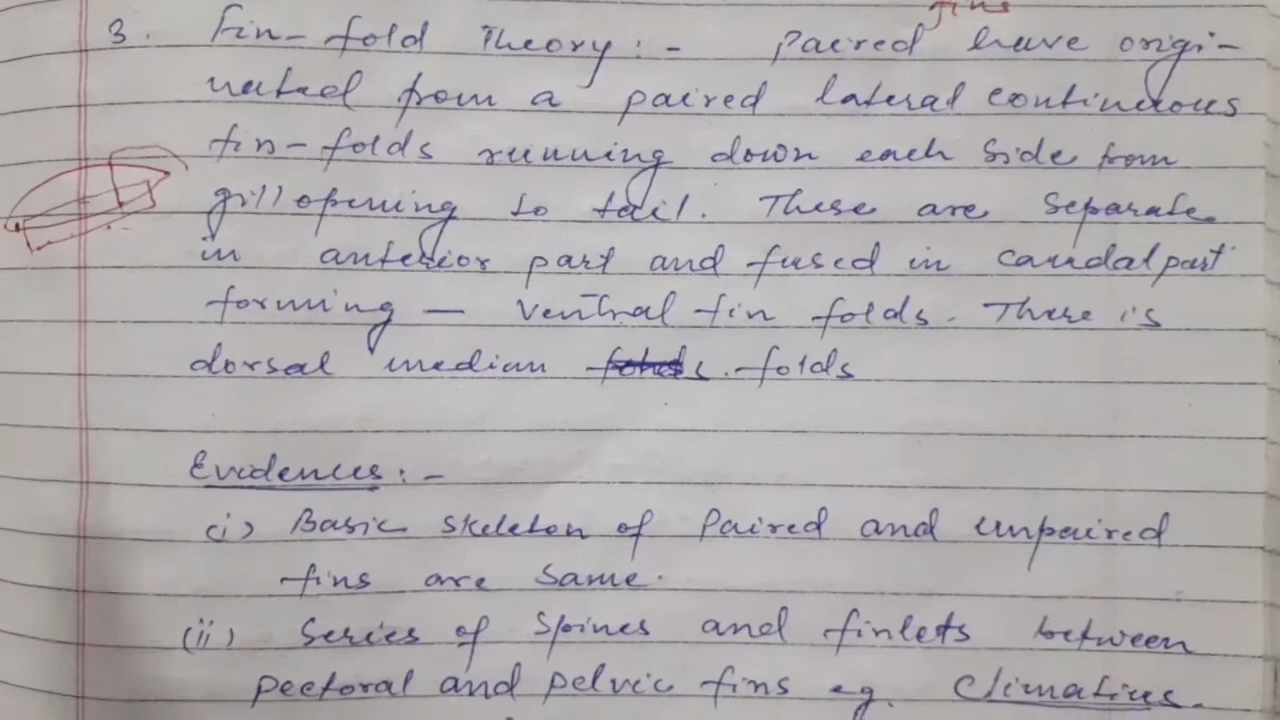 fins
3. Fin-fold Theory:- Paired have origi-
nated from a paired lateral continuous
fin-folds running down each side from
gill opening to tail. These are separate
in anterior part and fused in caudal part
forming - ventral fin folds. There is
dorsal median folds. folds
Evidences:-
(i) Basic skeleton of Paired and unpaired
fins are same.
(ii) Series of spines and finlets between
pectoral and pelvic fins eg. Climatius.